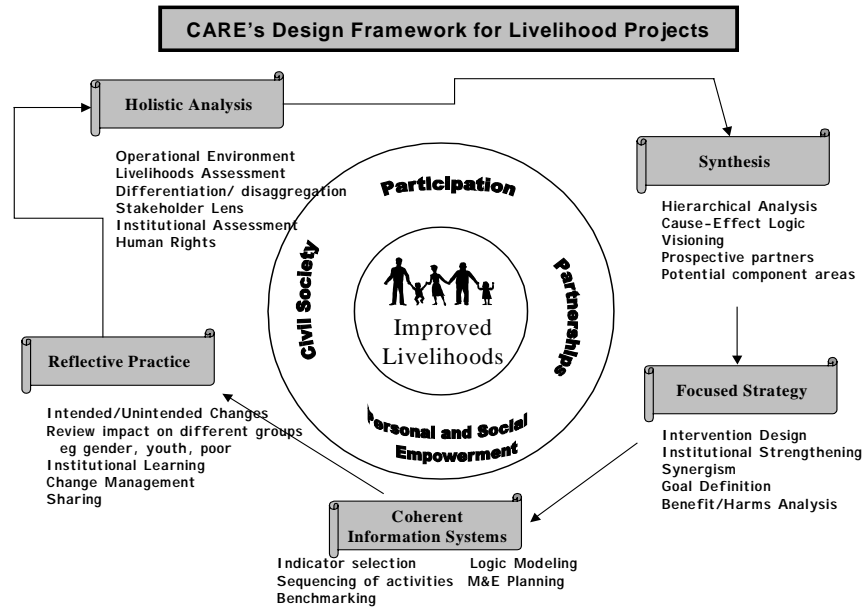 CARE's Design Framework for Livelihood Projects
Holistic Analysis
Operational Environment
Livelihoods Assessment
Differentiation/ disaggregation
Stakeholder Lens
Institutional Assessment
Human Rights
Synthesis
Hierarchical Analysis
Cause-Effect Logic
Visioning
Prospective partners
Potential component areas
Focused Strategy
Intervention Design
Institutional Strengthening
Synergism
Goal Definition
Benefit/Harms Analysis
Coherent
Information Systems
Indicator selection Logic Modeling
Sequencing of activities M&E Planning
Benchmarking
Reflective Practice
Intended/Unintended Changes
Review impact on different groups
eg gender, youth, poor
Institutional Learning
Change Management
Sharing
Participation
Partnerships
Personal and Social
Empowerment
Civil Society
Improved
Livelihoods